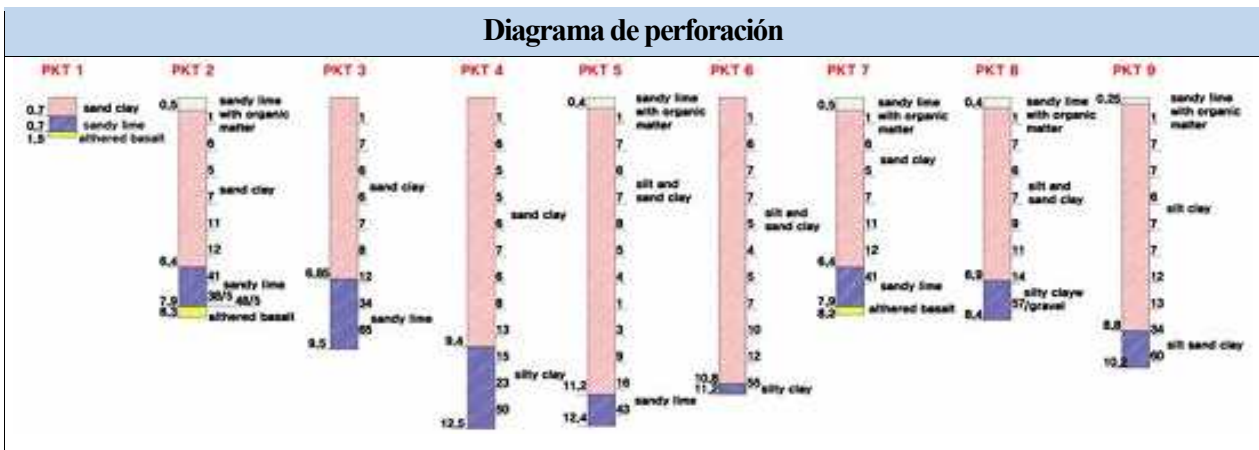 Diagrama de perforación
PKT 1
0,7
sand clay
0,7
sandy lime
1,5
althered basalt
PKT 2
0,5
sandy lime
with organic
matter
1
6
5
sand clay
7
11
12
6,4
41
sandy lime
38/5
48/5
7,9
8,3
althered basalt
PKT 3
1
7
6
sand clay
6
7
8
6,85
12
34
sandy lime
65
9,5
PKT 4
1
6
5
5
sand clay
6
7
6
8
13
9,4
15
silty clay
23
50
12,5
PKT 5
0,4
sandy lime
with organic
matter
1
7
7
silt and
sand clay
7
8
5
4
1
3
9
11,2
16
sandy lime
43
12,4
PKT 6
1
6
7
7
5
silt and
sand clay
4
5
7
10
12
10,8
55
silty clay
11,2
PKT 7
0,5
sandy lime
with organic
matter
1
6
sand clay
5
7
11
12
6,4
41
sandy lime
7,9
althered basalt
8,2
PKT 8
0,4
sandy lime
with organic
matter
1
7
6
silt and
sand clay
7
9
11
6,9
14
silty clayw
57
/gravel
8,4
PKT 9
0,25
sandy lime
with organic
matter
1
7
7
6
silt clay
7
7
12
13
8,8
34
silt sand clay
60
10,2